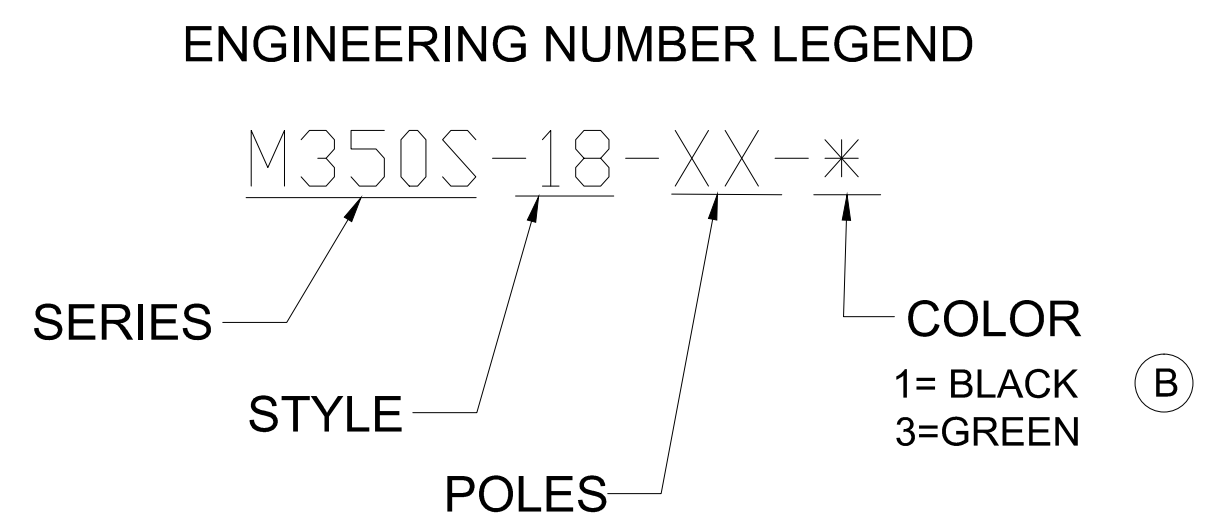 ENGINEERING NUMBER LEGEND
M350S-18-XX-*
SERIES
COLOR
1= BLACK
B
3=GREEN
STYLE
POLES